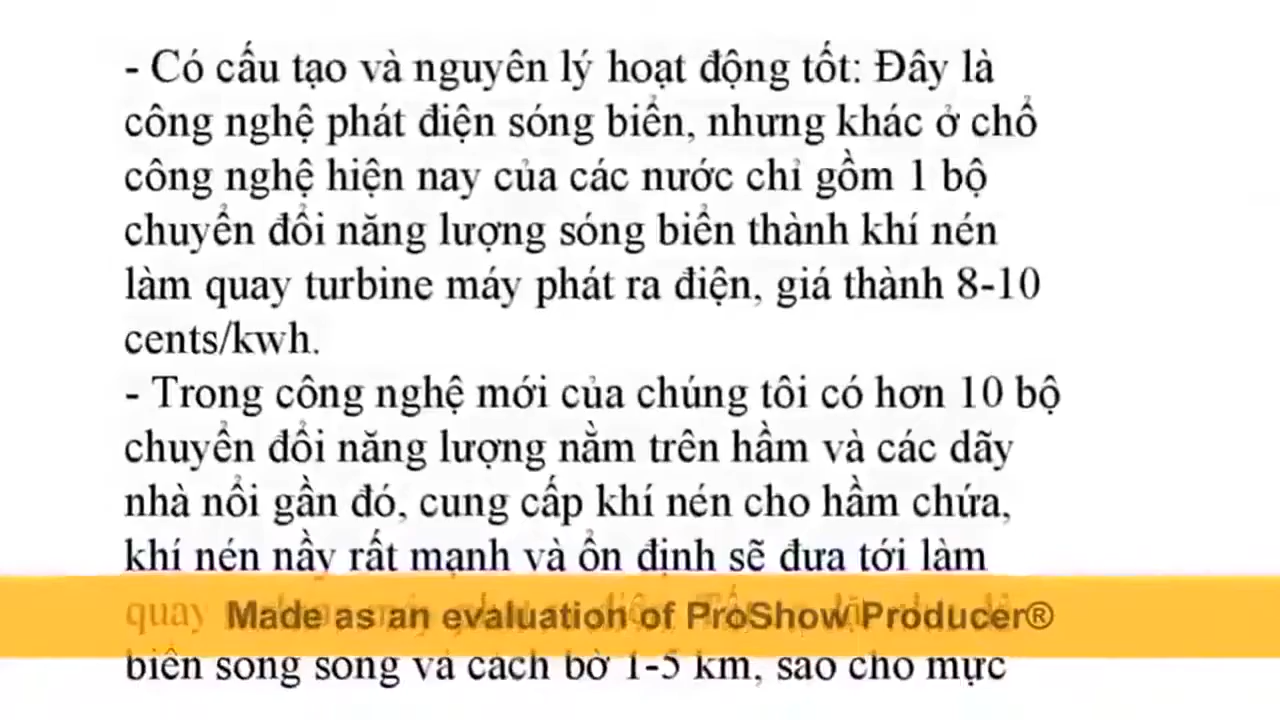 - Có cấu tạo và nguyên lý hoạt động tốt: Đây là
công nghệ phát điện sóng biển, nhưng khác ở chổ
công nghệ hiện nay của các nước chỉ gồm 1 bộ
chuyển đổi năng lượng sóng biển thành khí nén
làm quay turbine máy phát ra điện, giá thành 8-10
cents/kwh.
- Trong công nghệ mới của chúng tôi có hơn 10 bộ
chuyển đổi năng lượng nằm trên hầm và các dãy
nhà nổi gần đó, cung cấp khí nén cho hầm chứa,
khí nén nầy rất mạnh và ổn định sẽ đưa tới làm
quay
Made as an evaluation of ProShow Producer®
biển song song và cách bờ 1-5 km, sao cho mực